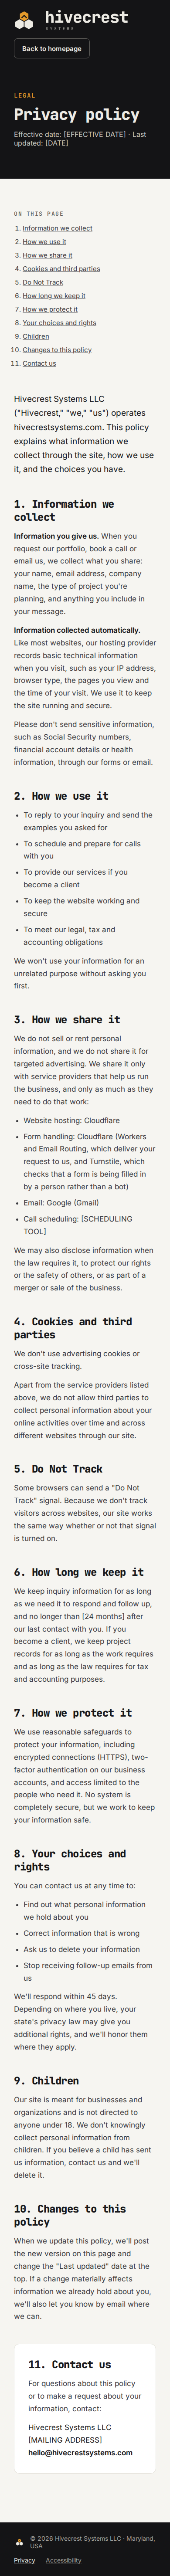 hivecrest
SYSTEMS
Back to homepage
LEGAL
Privacy policy
Effective date: [EFFECTIVE DATE] · Last
updated: [DATE]
ON THIS PAGE
1. Information we collect
2. How we use it
3. How we share it
4. Cookies and third parties
5. Do Not Track
6. How long we keep it
7. How we protect it
8. Your choices and rights
9. Children
10. Changes to this policy
11. Contact us
Hivecrest Systems LLC
("Hivecrest," "we," "us") operates
hivecrestsystems.com. This policy
explains what information we
collect through the site, how we use
it, and the choices you have.
1. Information we
collect
Information you give us. When you
request our portfolio, book a call or
email us, we collect what you share:
your name, email address, company
name, the type of project you're
planning, and anything you include in
your message.
Information collected automatically.
Like most websites, our hosting provider
records basic technical information
when you visit, such as your IP address,
browser type, the pages you view and
the time of your visit. We use it to keep
the site running and secure.
Please don't send sensitive information,
such as Social Security numbers,
financial account details or health
information, through our forms or email.
2. How we use it
• To reply to your inquiry and send the
examples you asked for
• To schedule and prepare for calls
with you
• To provide our services if you
become a client
• To keep the website working and
secure
• To meet our legal, tax and
accounting obligations
We won't use your information for an
unrelated purpose without asking you
first.
3. How we share it
We do not sell or rent personal
information, and we do not share it for
targeted advertising. We share it only
with service providers that help us run
the business, and only as much as they
need to do that work:
• Website hosting: Cloudflare
• Form handling: Cloudflare (Workers
and Email Routing, which deliver your
request to us, and Turnstile, which
checks that a form is being filled in
by a person rather than a bot)
• Email: Google (Gmail)
• Call scheduling: [SCHEDULING
TOOL]
We may also disclose information when
the law requires it, to protect our rights
or the safety of others, or as part of a
merger or sale of the business.
4. Cookies and third
parties
We don't use advertising cookies or
cross-site tracking.
Apart from the service providers listed
above, we do not allow third parties to
collect personal information about your
online activities over time and across
different websites through our site.
5. Do Not Track
Some browsers can send a "Do Not
Track" signal. Because we don't track
visitors across websites, our site works
the same way whether or not that signal
is turned on.
6. How long we keep it
We keep inquiry information for as long
as we need it to respond and follow up,
and no longer than [24 months] after
our last contact with you. If you
become a client, we keep project
records for as long as the work requires
and as long as the law requires for tax
and accounting purposes.
7. How we protect it
We use reasonable safeguards to
protect your information, including
encrypted connections (HTTPS), two-
factor authentication on our business
accounts, and access limited to the
people who need it. No system is
completely secure, but we work to keep
your information safe.
8. Your choices and
rights
You can contact us at any time to:
• Find out what personal information
we hold about you
• Correct information that is wrong
• Ask us to delete your information
• Stop receiving follow-up emails from
us
We'll respond within 45 days.
Depending on where you live, your
state's privacy law may give you
additional rights, and we'll honor them
where they apply.
9. Children
Our site is meant for businesses and
organizations and is not directed to
anyone under 18. We don't knowingly
collect personal information from
children. If you believe a child has sent
us information, contact us and we'll
delete it.
10. Changes to this
policy
When we update this policy, we'll post
the new version on this page and
change the "Last updated" date at the
top. If a change materially affects
information we already hold about you,
we'll also let you know by email where
we can.
11. Contact us
For questions about this policy
or to make a request about your
information, contact:
Hivecrest Systems LLC
[MAILING ADDRESS]
hello@hivecrestsystems.com
© 2026 Hivecrest Systems LLC · Maryland,
USA
Privacy Accessibility